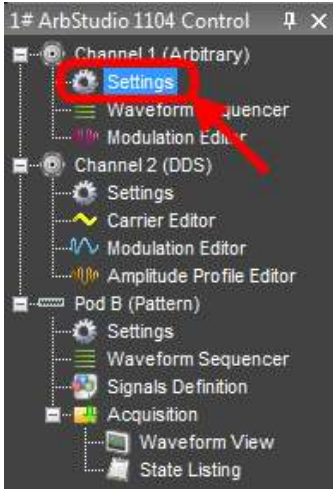 1# ArbStudio 1104 Control
Channel 1 (Arbitrary)
Settings
Waveform Sequencer
Modulation Editor
Channel 2 (DDS)
Settings
Carrier Editor
Modulation Editor
Amplitude Profile Editor
Pod B (Pattern)
Settings
Waveform Sequencer
Signals Definition
Acquisition
Waveform View
State Listing